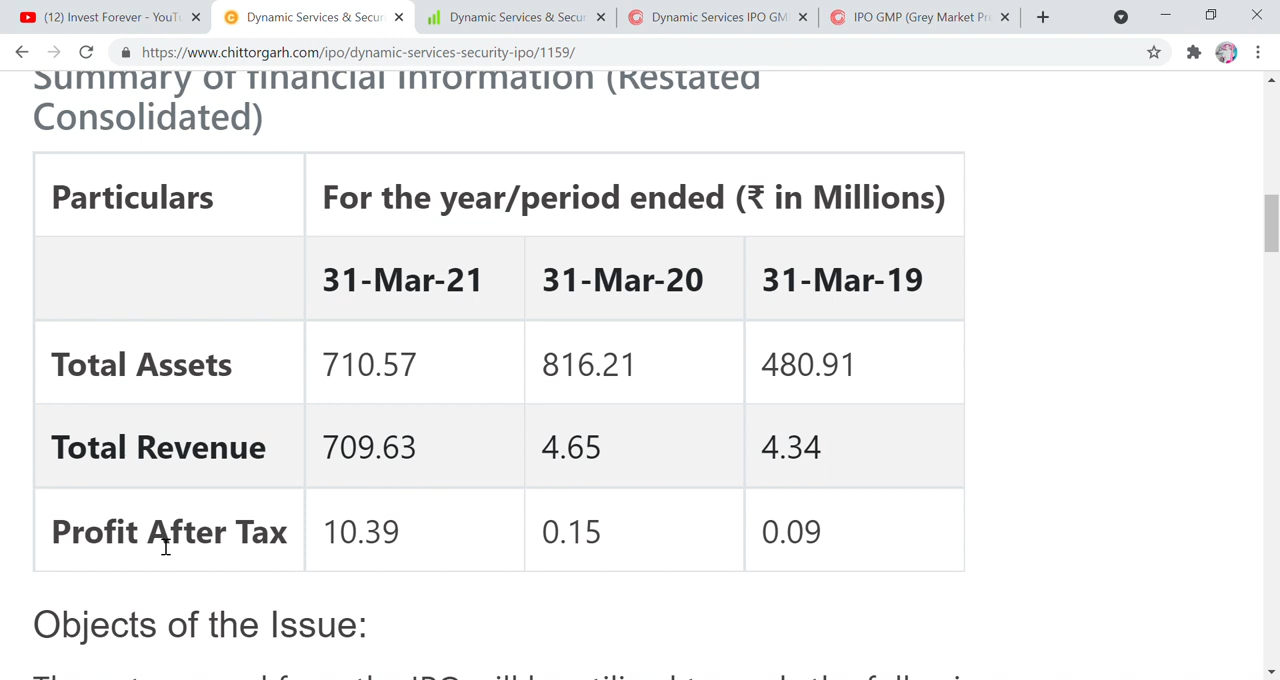 (12) Invest Forever - YouT
Dynamic Services & Secur
Dynamic Services & Secur
Dynamic Services IPO GM
IPO GMP (Grey Market Pr
https://www.chittorgarh.com/ipo/dynamic-services-security-ipo/1159/
Summary of financial Information (Restated
Consolidated)
Particulars For the year/period ended (₹ in Millions)
31-Mar-21 31-Mar-20 31-Mar-19
Total Assets 710.57 816.21 480.91
Total Revenue 709.63 4.65 4.34
Profit After Tax 10.39 0.15 0.09
Objects of the Issue: